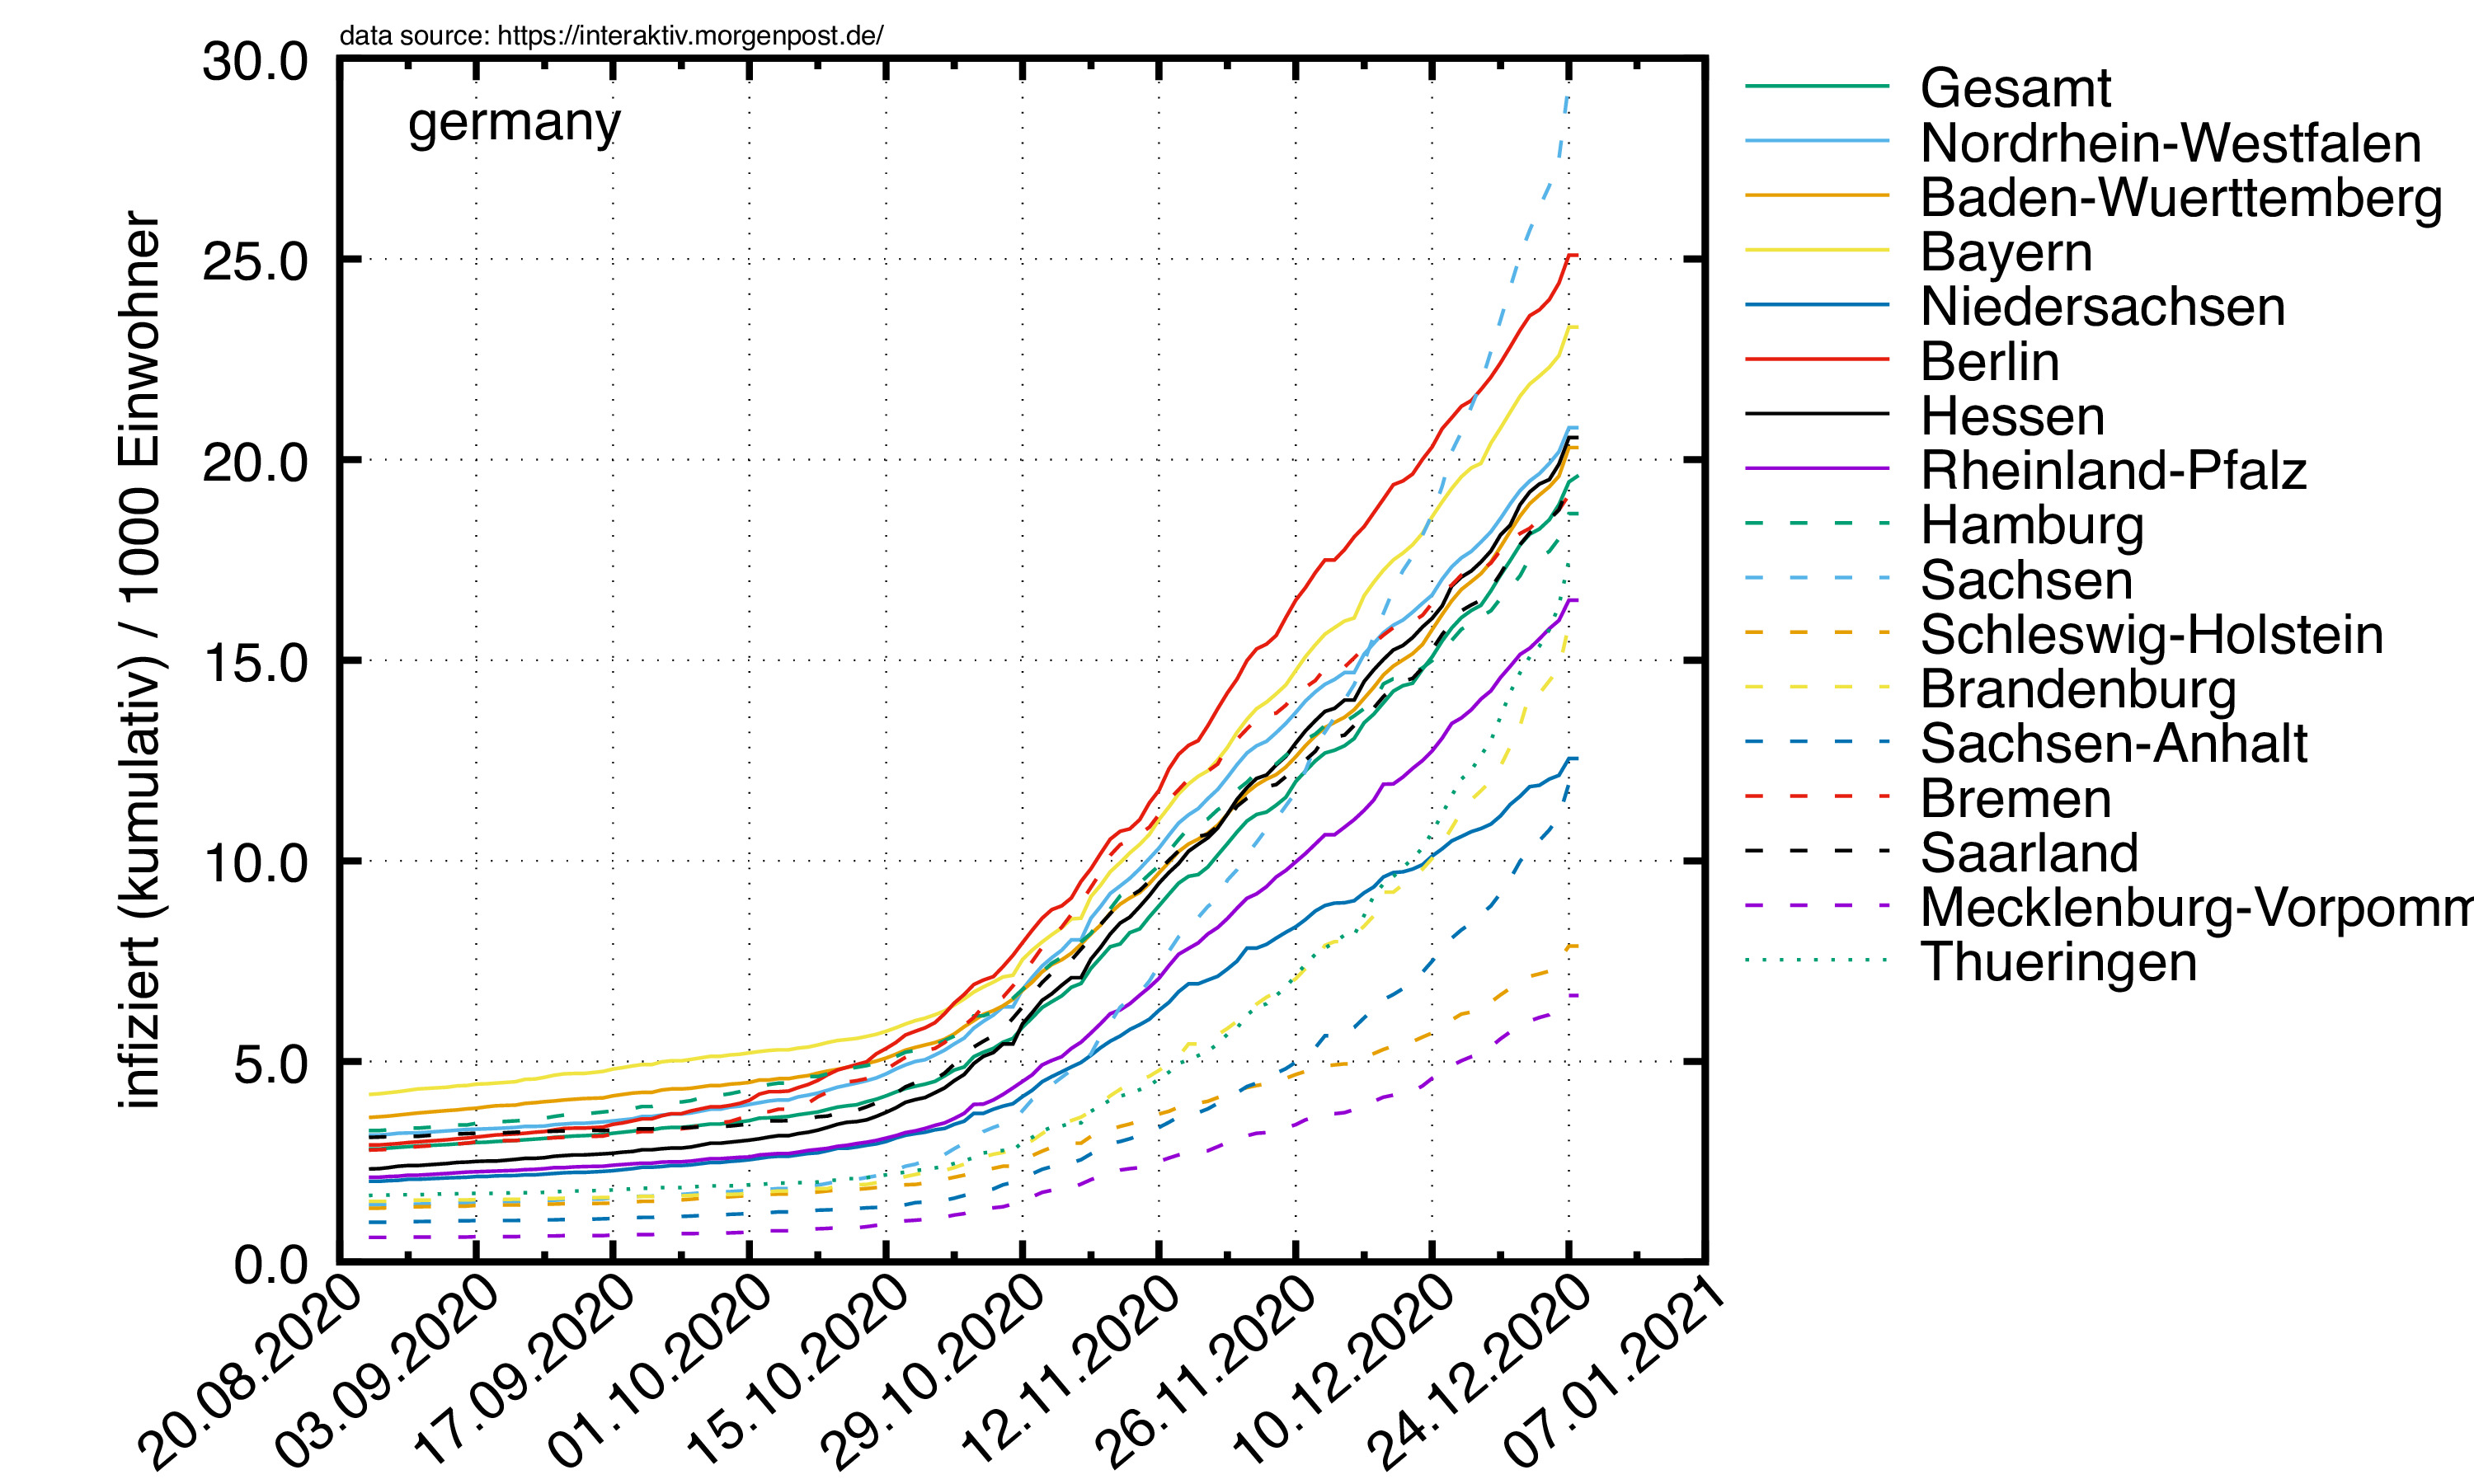 data source: https://interaktiv.morgenpost.de/
germany
infiziert (kumulativ) / 1000 Einwohner
30.0
25.0
20.0
15.0
10.0
5.0
0.0
20.08.2020
03.09.2020
17.09.2020
01.10.2020
15.10.2020
29.10.2020
12.11.2020
26.11.2020
10.12.2020
24.12.2020
07.01.2021
Gesamt
Nordrhein-Westfalen
Baden-Wuerttemberg
Bayern
Niedersachsen
Berlin
Hessen
Rheinland-Pfalz
Hamburg
Sachsen
Schleswig-Holstein
Brandenburg
Sachsen-Anhalt
Bremen
Saarland
Mecklenburg-Vorpomm
Thueringen